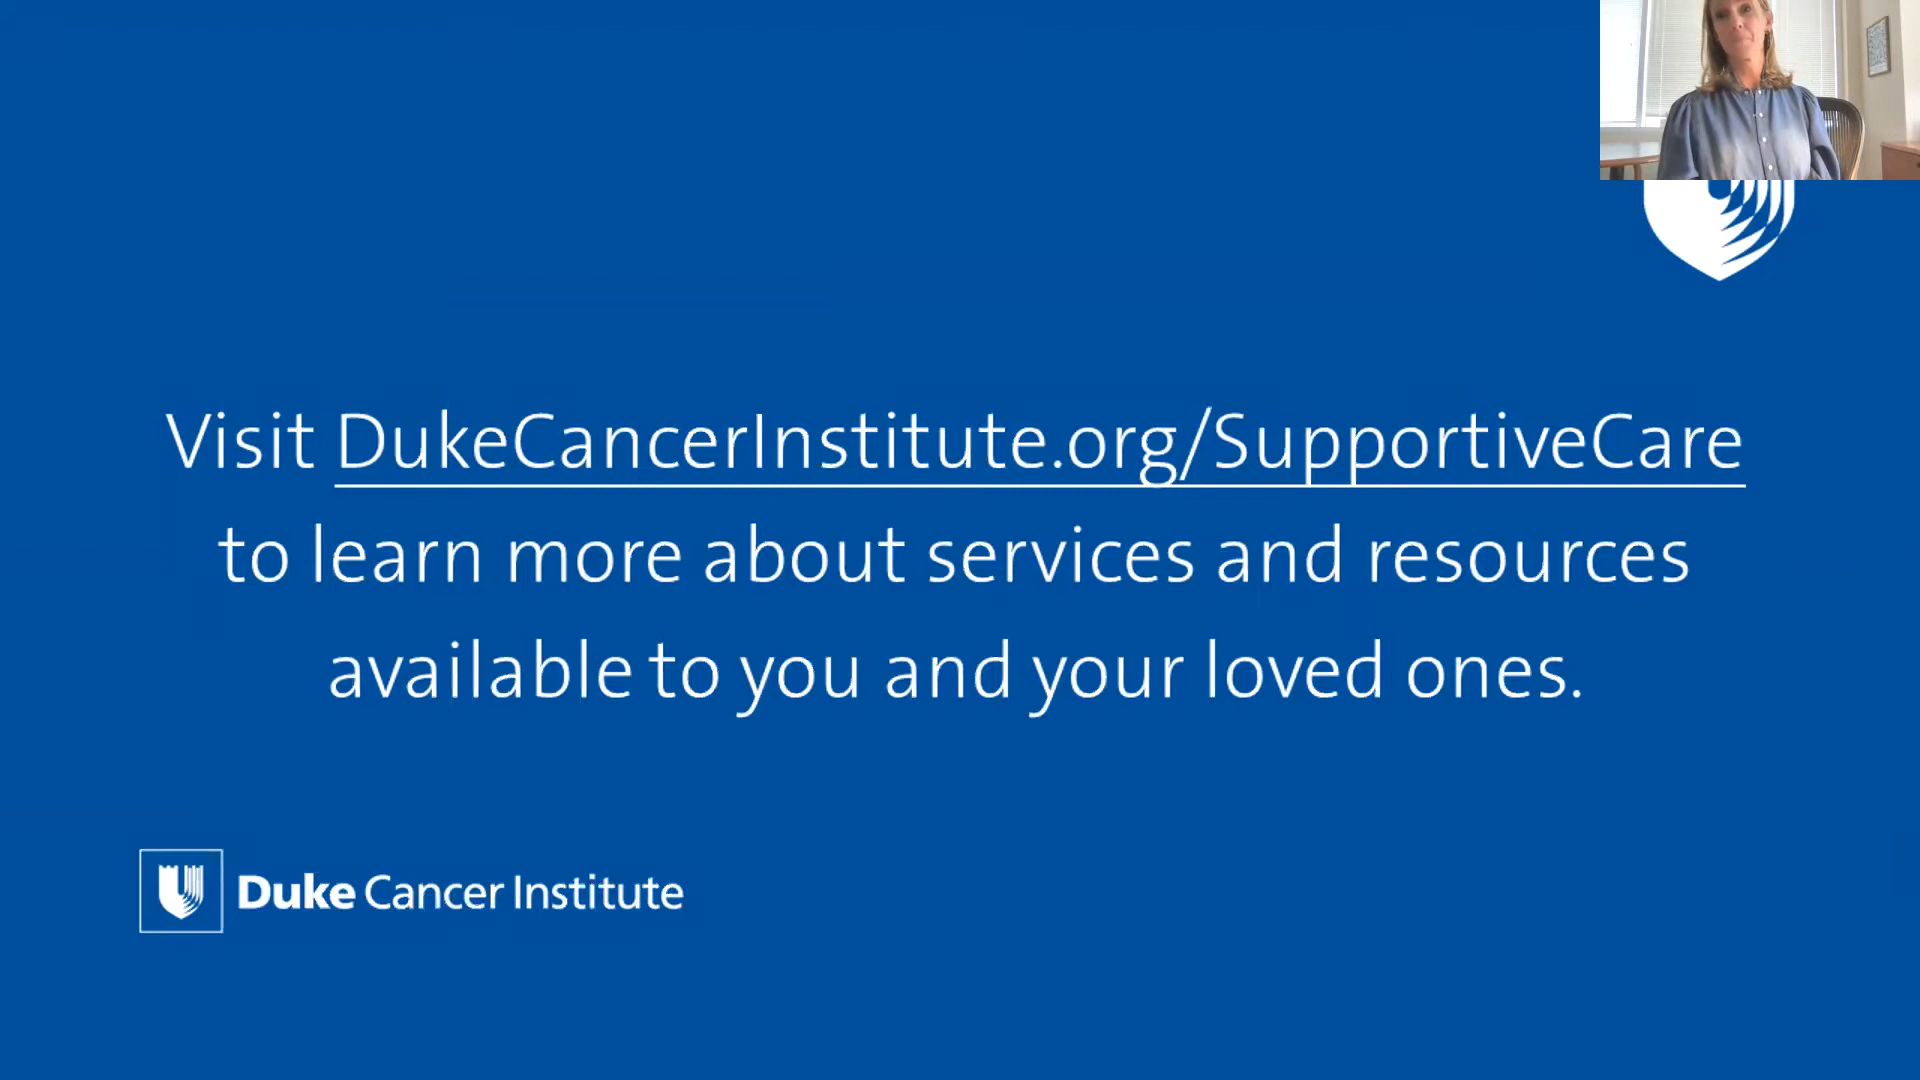 Visit DukeCancerInstitute.org/SupportiveCare
to learn more about services and resources
available to you and your loved ones.
Duke Cancer Institute